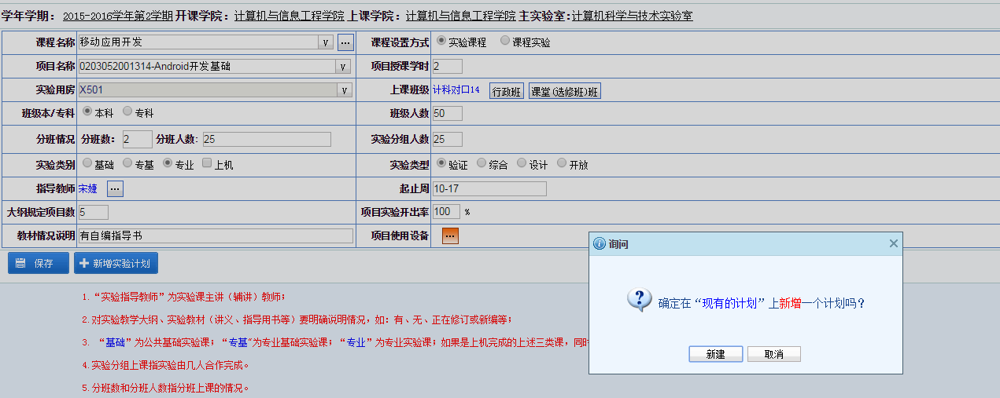 学年学期：2015-2016学年第2学期 开课学院：计算机与信息工程学院 上课学院：计算机与信息工程学院 主实验室：计算机科学与技术实验室
课程名称 移动应用开发 v ... 课程设置方式 实验课程 课程实验
项目名称 0203052001314-Android开发基础 v 项目授课学时 2
实验用房 X501 v 上课班级 计科对口14 行政班 课堂(选修班)班
班级本/专科 本科 专科 班级人数 50
分班情况 分班数：2 分班人数:25 实验分组人数 25
实验类别 基础 专基 专业 上机 实验类型 验证 综合 设计 开放
指导教师 宋婕 ... 起止周 10-17
大纲规定项目数 5 项目实验开出率 100 %
教材情况说明 有自编指导书 项目使用设备 ...
保存 新增实验计划
询问
确定在“现有的计划”上新增一个计划吗？
新建 取消
1.“实验指导教师”为实验课主讲（辅讲）教师；
2.对实验教学大纲、实验教材（讲义、指导用书等）要明确说明情况，如：有、无、正在修订或新编等；
3. “基础”为公共基础实验课；“专基“为专业基础实验课；“专业”为专业实验课；如果是上机完成的上述三类课，同
4.实验分组上课指实验由几人合作完成。
5.分班数和分班人数指分班上课的情况。